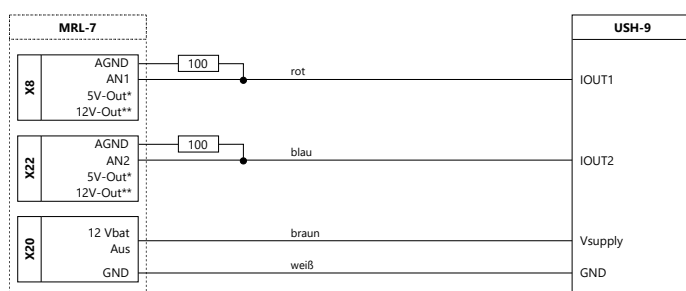 MRL-7
USH-9
X8
AGND
100
AN1
rot
IOUT1
5V-Out*
12V-Out**
X22
AGND
100
AN2
blau
IOUT2
5V-Out*
12V-Out**
X20
12 Vbat
Aus
braun
Vsupply
GND
weiß
GND